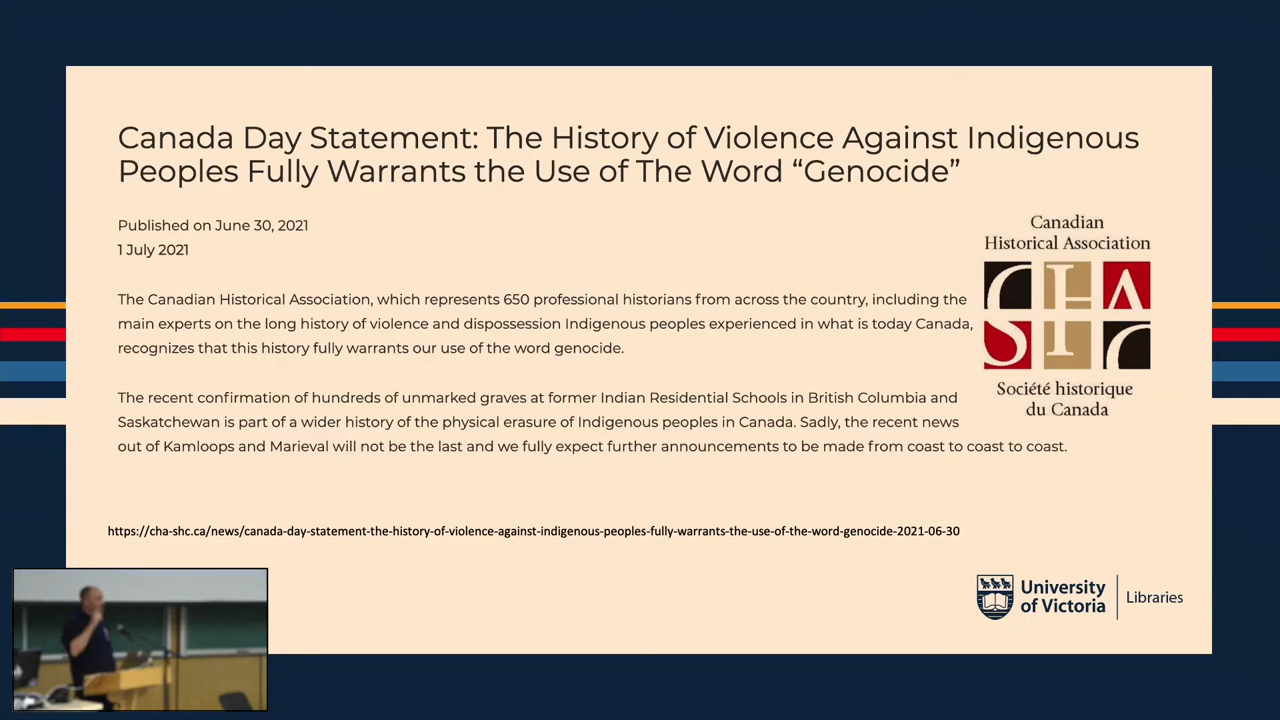 Canada Day Statement: The History of Violence Against Indigenous
Peoples Fully Warrants the Use of The Word “Genocide”
Published on June 30, 2021
1 July 2021
The Canadian Historical Association, which represents 650 professional historians from across the country, including the
main experts on the long history of violence and dispossession Indigenous peoples experienced in what is today Canada,
recognizes that this history fully warrants our use of the word genocide.
The recent confirmation of hundreds of unmarked graves at former Indian Residential Schools in British Columbia and
Saskatchewan is part of a wider history of the physical erasure of Indigenous peoples in Canada. Sadly, the recent news
out of Kamloops and Marieval will not be the last and we fully expect further announcements to be made from coast to coast to coast.
Canadian
Historical Association
CHA
SHC
Société historique
du Canada
https://cha-shc.ca/news/canada-day-statement-the-history-of-violence-against-indigenous-peoples-fully-warrants-the-use-of-the-word-genocide-2021-06-30
University
of Victoria
Libraries